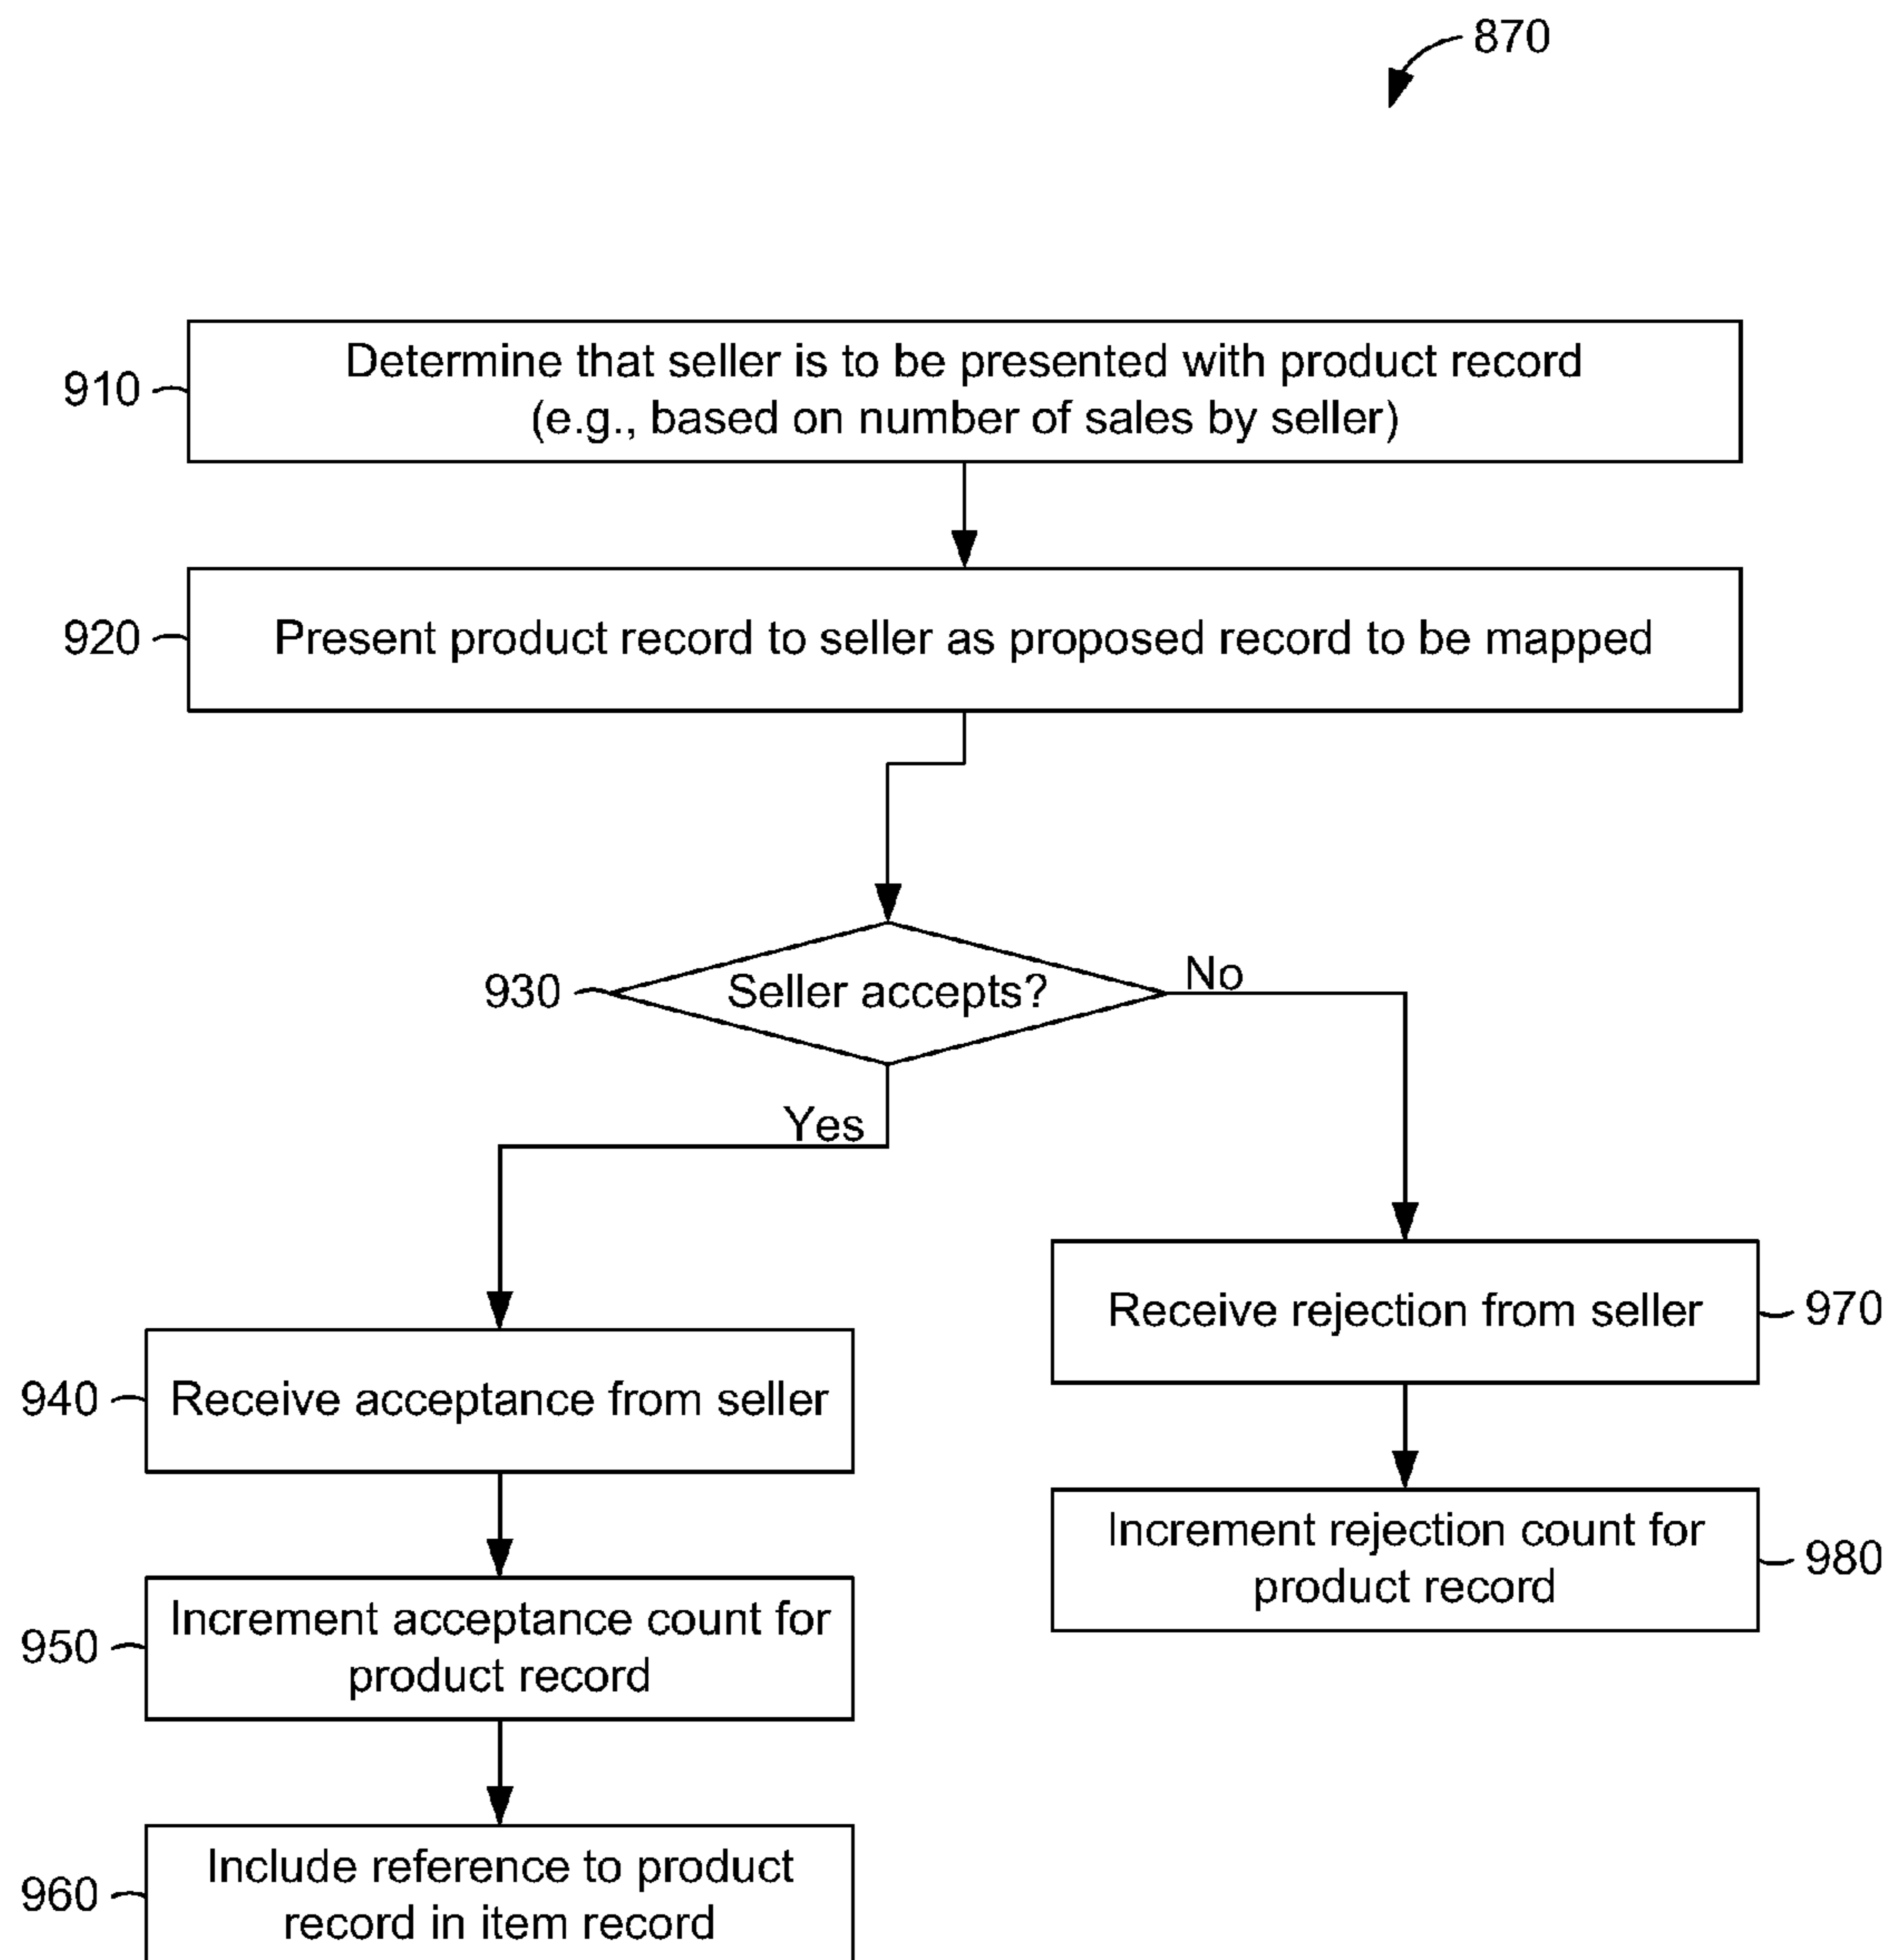 870
910
Determine that seller is to be presented with product record
(e.g., based on number of sales by seller)
920
Present product record to seller as proposed record to be mapped
930
Seller accepts?
No
Yes
940
Receive acceptance from seller
950
Increment acceptance count for
product record
960
Include reference to product
record in item record
Receive rejection from seller
970
Increment rejection count for
product record
980